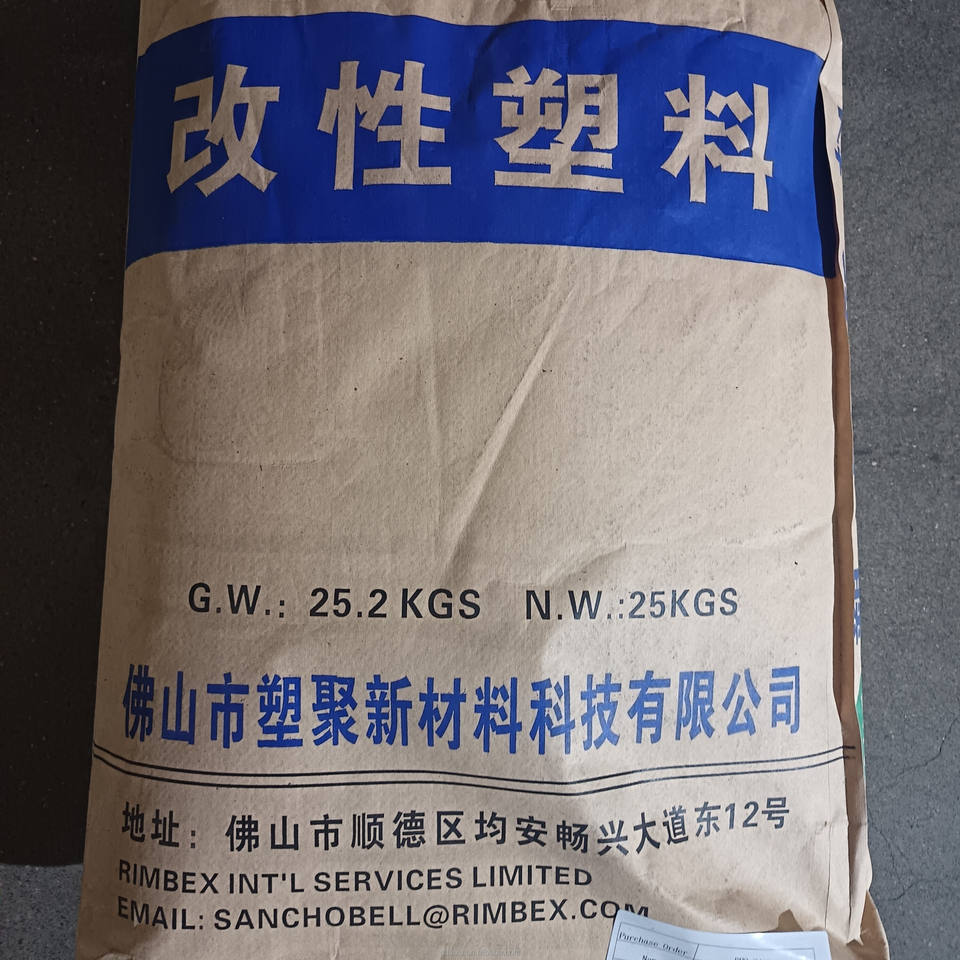 改性塑料
G.W.: 25.2 KGS N.W.:25KGS
佛山市塑聚新材料科技有限公司
地址：佛山市顺德区均安畅兴大道东12号
RIMBEX INT'L SERVICES LIMITED
EMAIL: SANCHOBELL@RIMBEX.COM
Purchase Order